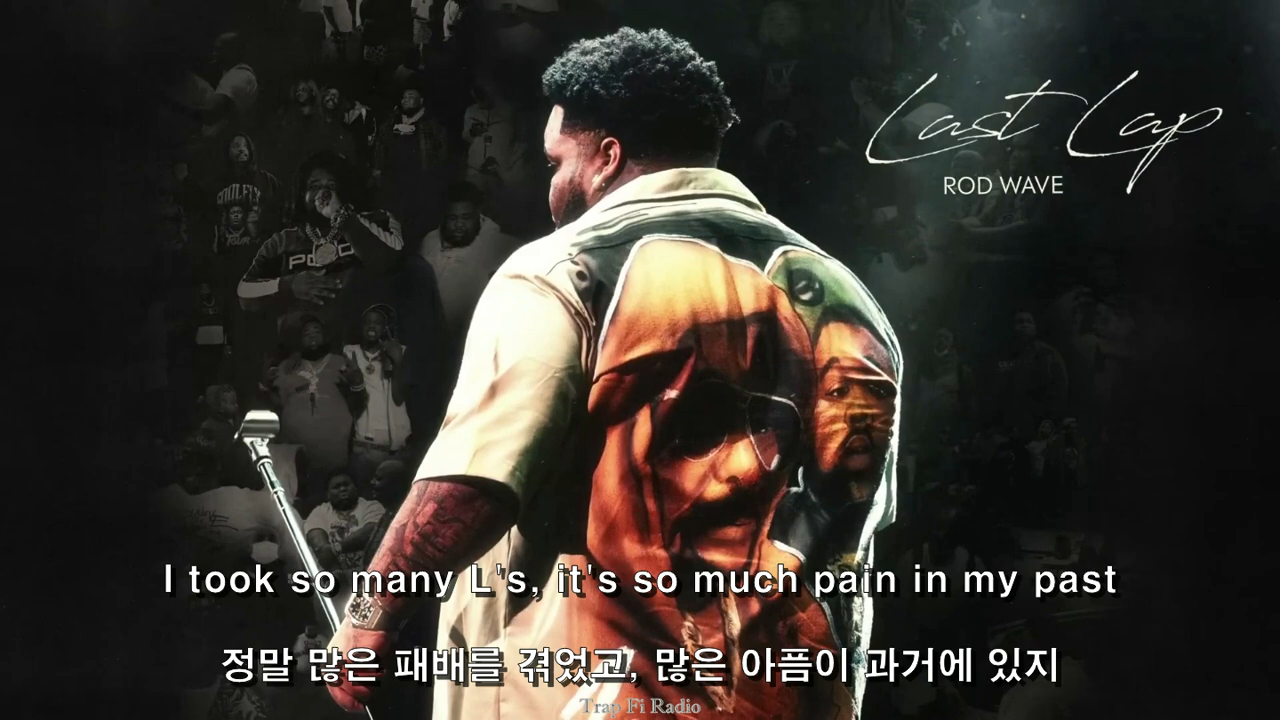 Last Lap
ROD WAVE
I took so many L's, it's so much pain in my past
정말 많은 패배를 겪었고, 많은 아픔이 과거에 있지
Trap Fi Radio